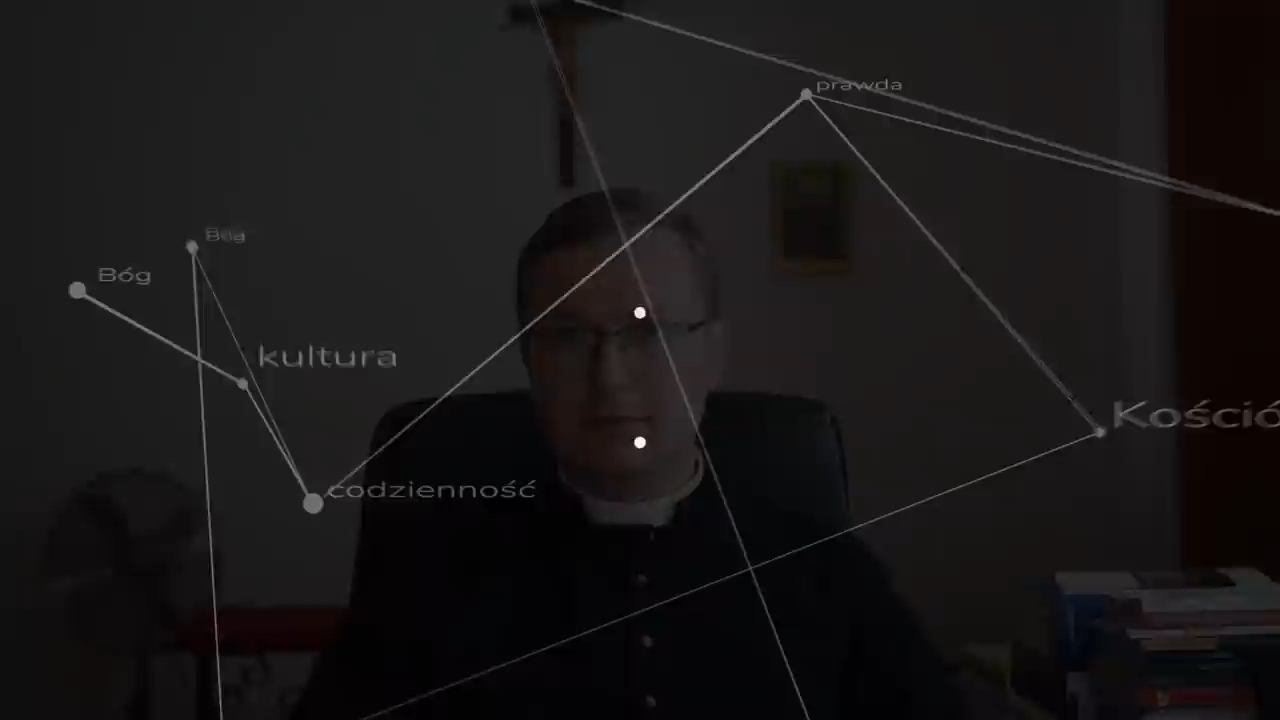 prawda
Bóg
Bóg
kultura
Kośció
codzienność